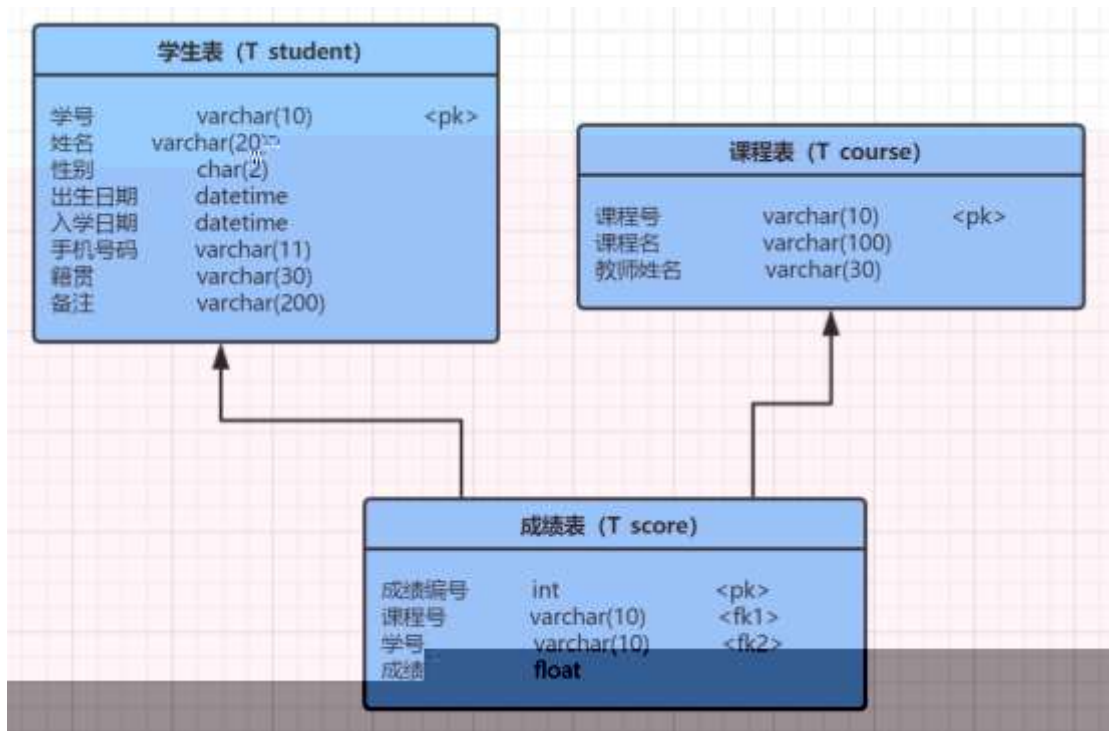 学生表 (T student)
学号 varchar(10) <pk>
姓名 varchar(20)
性别 char(2)
出生日期 datetime
入学日期 datetime
手机号码 varchar(11)
籍贯 varchar(30)
备注 varchar(200)
课程表 (T course)
课程号 varchar(10) <pk>
课程名 varchar(100)
教师姓名 varchar(30)
成绩表 (T score)
成绩编号 int <pk>
课程号 varchar(10) <fk1>
学号 varchar(10) <fk2>
成绩 float